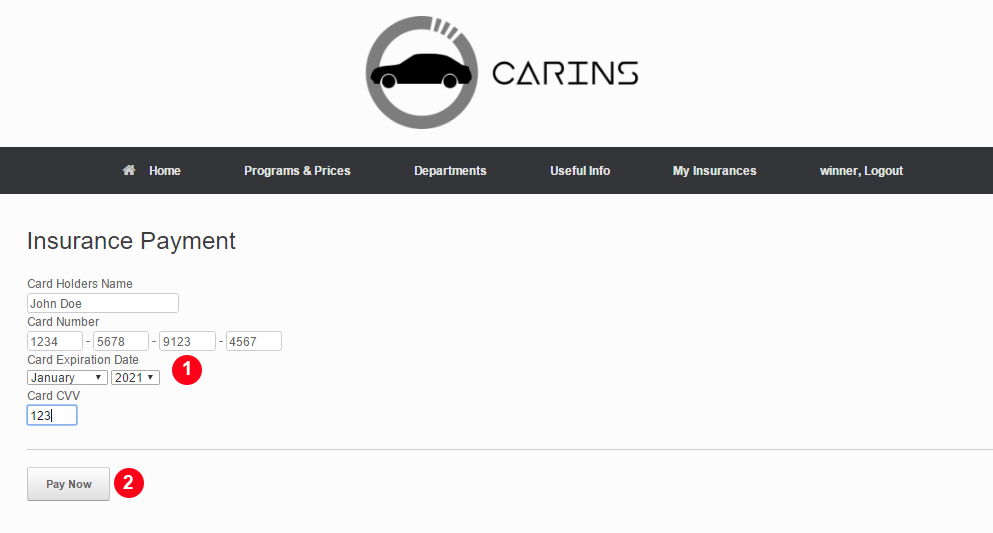 CARINS
Home Programs & Prices Departments Useful Info My Insurances winner, Logout
Insurance Payment
Card Holders Name
John Doe
Card Number
1234 - 5678 - 9123 - 4567
Card Expiration Date
1
January 2021
Card CVV
123
Pay Now 2